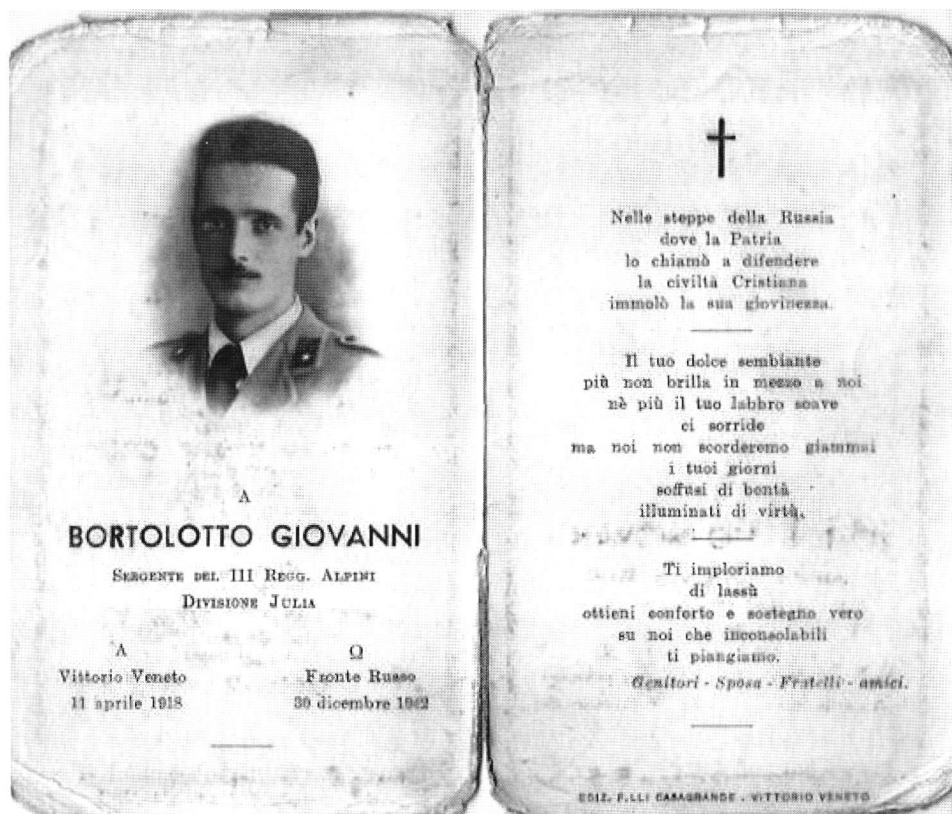 A
BORTOLOTTO GIOVANNI
SERGENTE DEL III REGG. ALPINI
DIVISIONE JULIA
A
Vittorio Veneto
11 aprile 1918
Ω
Fronte Russo
30 dicembre 1942
Nelle steppe della Russia
dove la Patria
lo chiamò a difendere
la civiltà Cristiana
immolò la sua giovinezza.
Il tuo dolce sembiante
più non brilla in mezzo a noi
nè più il tuo labbro soave
ci sorride
ma noi non scorderemo giammai
i tuoi giorni
soffusi di bontà
illuminati di virtù.
Ti imploriamo
di lassù
ottieni conforto e sostegno vero
su noi che inconsolabili
ti piangiamo.
Genitori - Sposa - Fratelli - amici.
EDIZ. F.LLI CASAGRANDE - VITTORIO VENETO